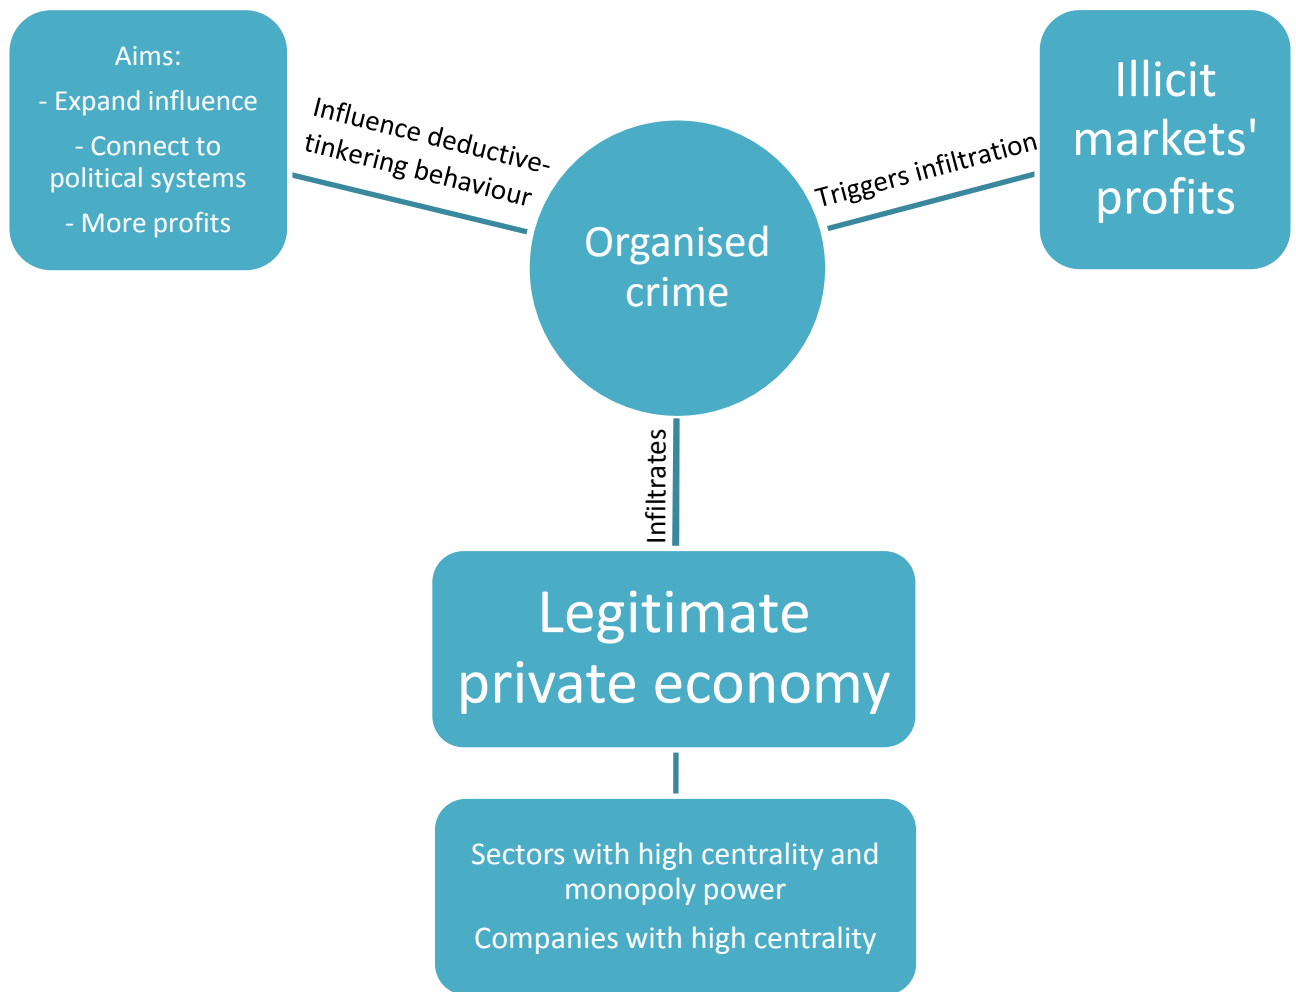 Aims:
- Expand influence
- Connect to
political systems
- More profits
Influence deductive-
tinkering behaviour
Organised
crime
Triggers infiltration
Illicit
markets'
profits
Infiltrates
Legitimate
private economy
Sectors with high centrality and
monopoly power
Companies with high centrality